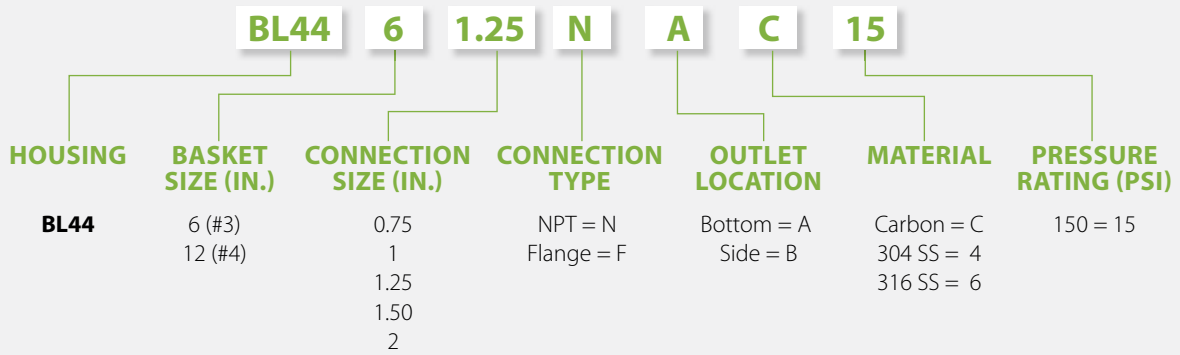 BL44 6 1.25 N A C 15
HOUSING BASKET CONNECTION CONNECTION OUTLET MATERIAL PRESSURE
SIZE (IN.) SIZE (IN.) TYPE LOCATION RATING (PSI)
BL44 6 (#3) 0.75 NPT = N Bottom = A Carbon = C 150 = 15
12 (#4) 1 Flange = F Side = B 304 SS = 4
1.25 316 SS = 6
1.50
2